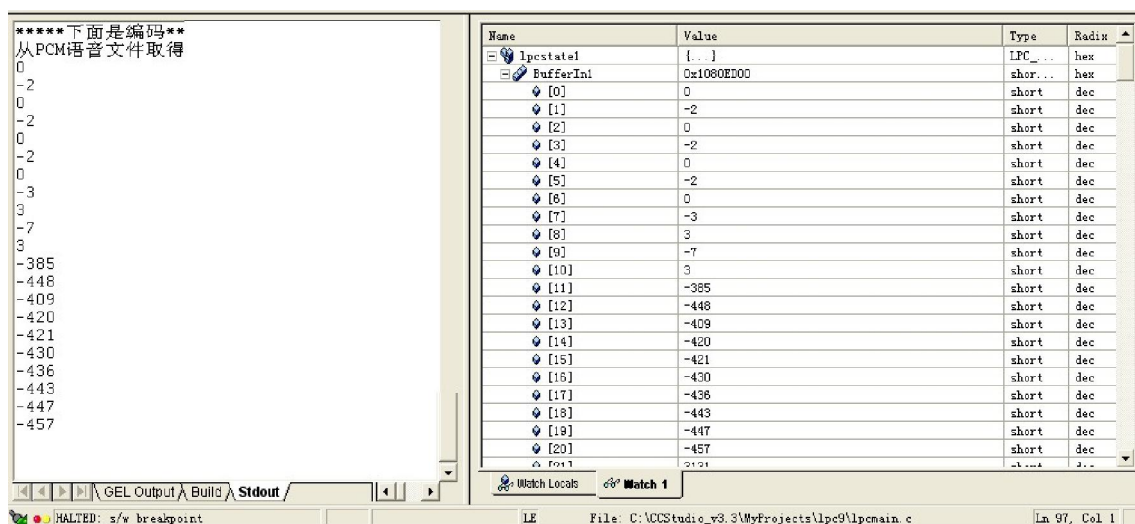 *****下面是编码**
从PCM语音文件取得
0
-2
0
-2
0
-2
0
-3
3
-7
3
-385
-448
-409
-420
-421
-430
-436
-443
-447
-457
GEL Output Build Stdout
Name Value Type Radix
lpcstate1 {...} LPC_... hex
BufferIn1 0x1080ED00 shor... hex
[0] 0 short dec
[1] -2 short dec
[2] 0 short dec
[3] -2 short dec
[4] 0 short dec
[5] -2 short dec
[6] 0 short dec
[7] -3 short dec
[8] 3 short dec
[9] -7 short dec
[10] 3 short dec
[11] -385 short dec
[12] -448 short dec
[13] -409 short dec
[14] -420 short dec
[15] -421 short dec
[16] -430 short dec
[17] -436 short dec
[18] -443 short dec
[19] -447 short dec
[20] -457 short dec
Watch Locals Watch 1
HALTED: s/w breakpoint LE File: C:\CCStudio_v3.3\MyProjects\lpc9\lpcmain.c Ln 97, Col 1